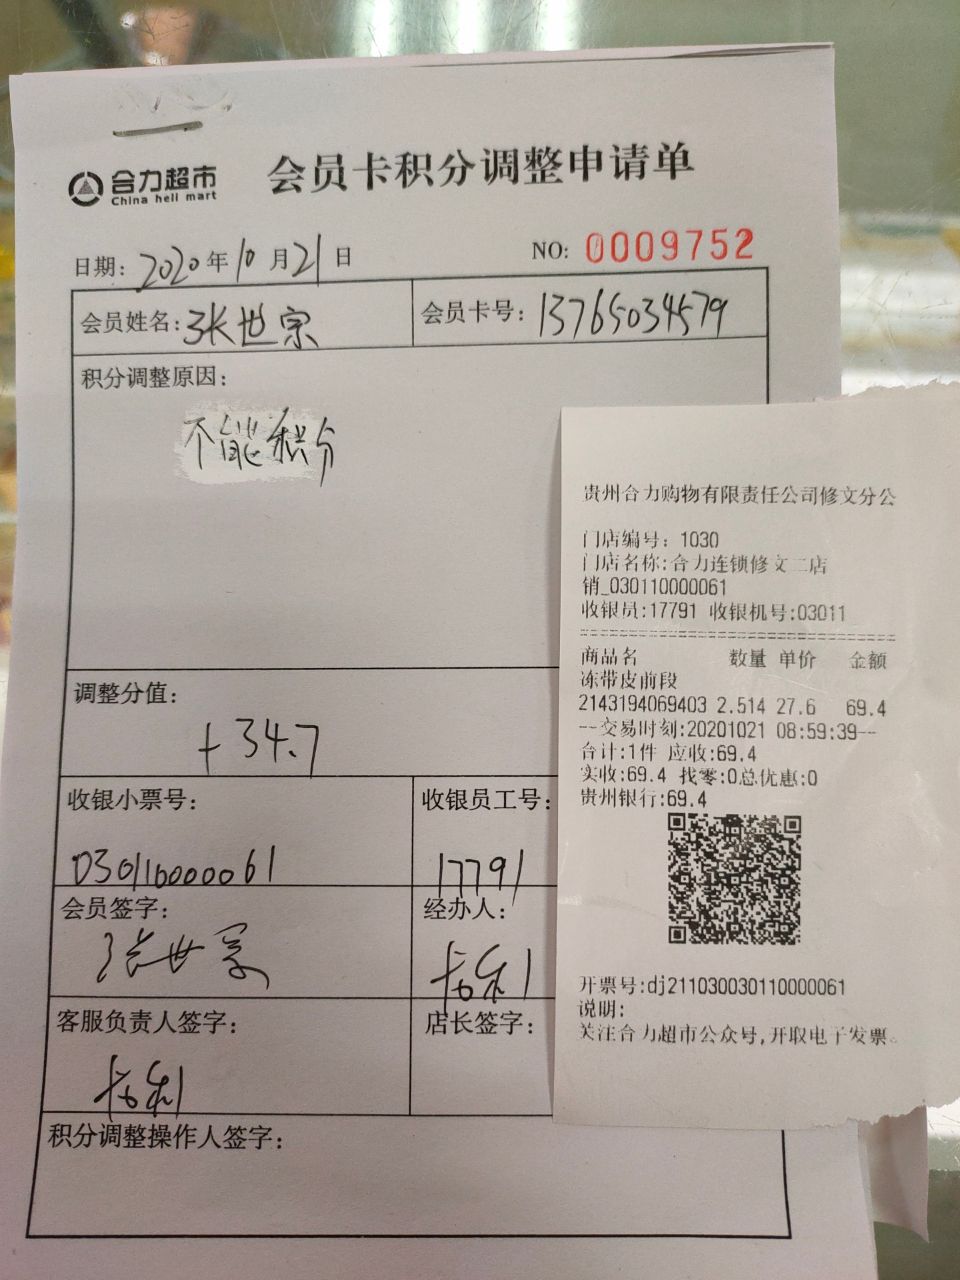 合力超市
China heli mart
会员卡积分调整申请单
日期: 2020年10月21日
NO: 0009752
会员姓名: 张世宗
会员卡号: 13765034579
积分调整原因:
不能积分
调整分值:
+34.7
收银小票号:
030110000061
收银员工号:
17791
会员签字:
张世宗
经办人:
客服负责人签字:
店长签字:
积分调整操作人签字:
贵州合力购物有限责任公司修文分公
门店编号: 1030
门店名称:合力连锁修文二店
销_030110000061
收银员:17791 收银机号:03011
商品名 数量 单价 金额
冻带皮前段
2143194069403 2.514 27.6 69.4
--交易时刻:20201021 08:59:39--
合计:1件 应收:69.4
实收:69.4 找零:0总优惠:0
贵州银行:69.4
开票号:dj211030030110000061
说明:
关注合力超市公众号,开取电子发票。